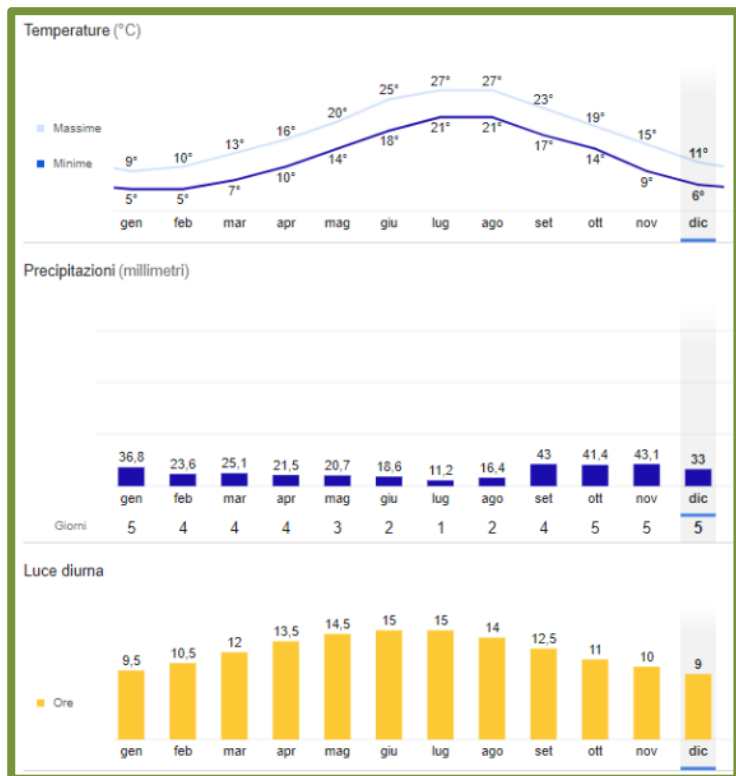 Temperature (°C)
25° 27° 27°
20° 23°
Massime 16° 19°
9° 10° 13° 15° 11°
Minime 21° 21°
14° 18° 17° 14°
5° 5° 7° 10° 9° 6°
gen feb mar apr mag giu lug ago set ott nov dic
Precipitazioni (millimetri)
36,8 23,6 25,1 21,5 20,7 18,6 11,2 16,4 43 41,4 43,1 33
gen feb mar apr mag giu lug ago set ott nov dic
Giorni 5 4 4 4 3 2 1 2 4 5 5 5
Luce diurna
9,5 10,5 12 13,5 14,5 15 15 14 12,5 11 10 9
Ore
gen feb mar apr mag giu lug ago set ott nov dic